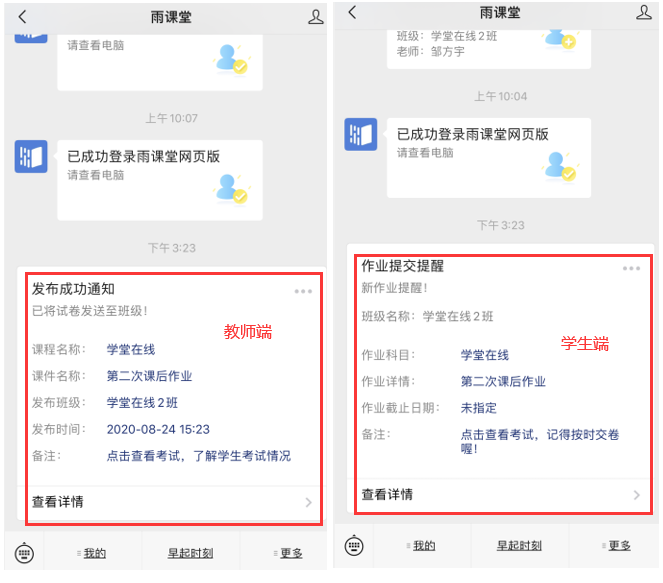 雨课堂
请查看电脑
上午10:07
已成功登录雨课堂网页版
请查看电脑
下午3:23
发布成功通知
已将试卷发送至班级!
教师端
课程名称: 学堂在线
课件名称: 第二次课后作业
发布班级: 学堂在线2班
发布时间: 2020-08-24 15:23
备注: 点击查看考试，了解学生考试情况
查看详情
我的 早起时刻 更多
雨课堂
班级: 学堂在线2班
老师: 邹方宇
上午10:04
已成功登录雨课堂网页版
请查看电脑
下午3:23
作业提交提醒
新作业提醒!
班级名称: 学堂在线2班
学生端
作业科目: 学堂在线
作业详情: 第二次课后作业
作业截止日期: 未指定
备注: 点击查看考试，记得按时交卷
喔!
查看详情
我的 早起时刻 更多